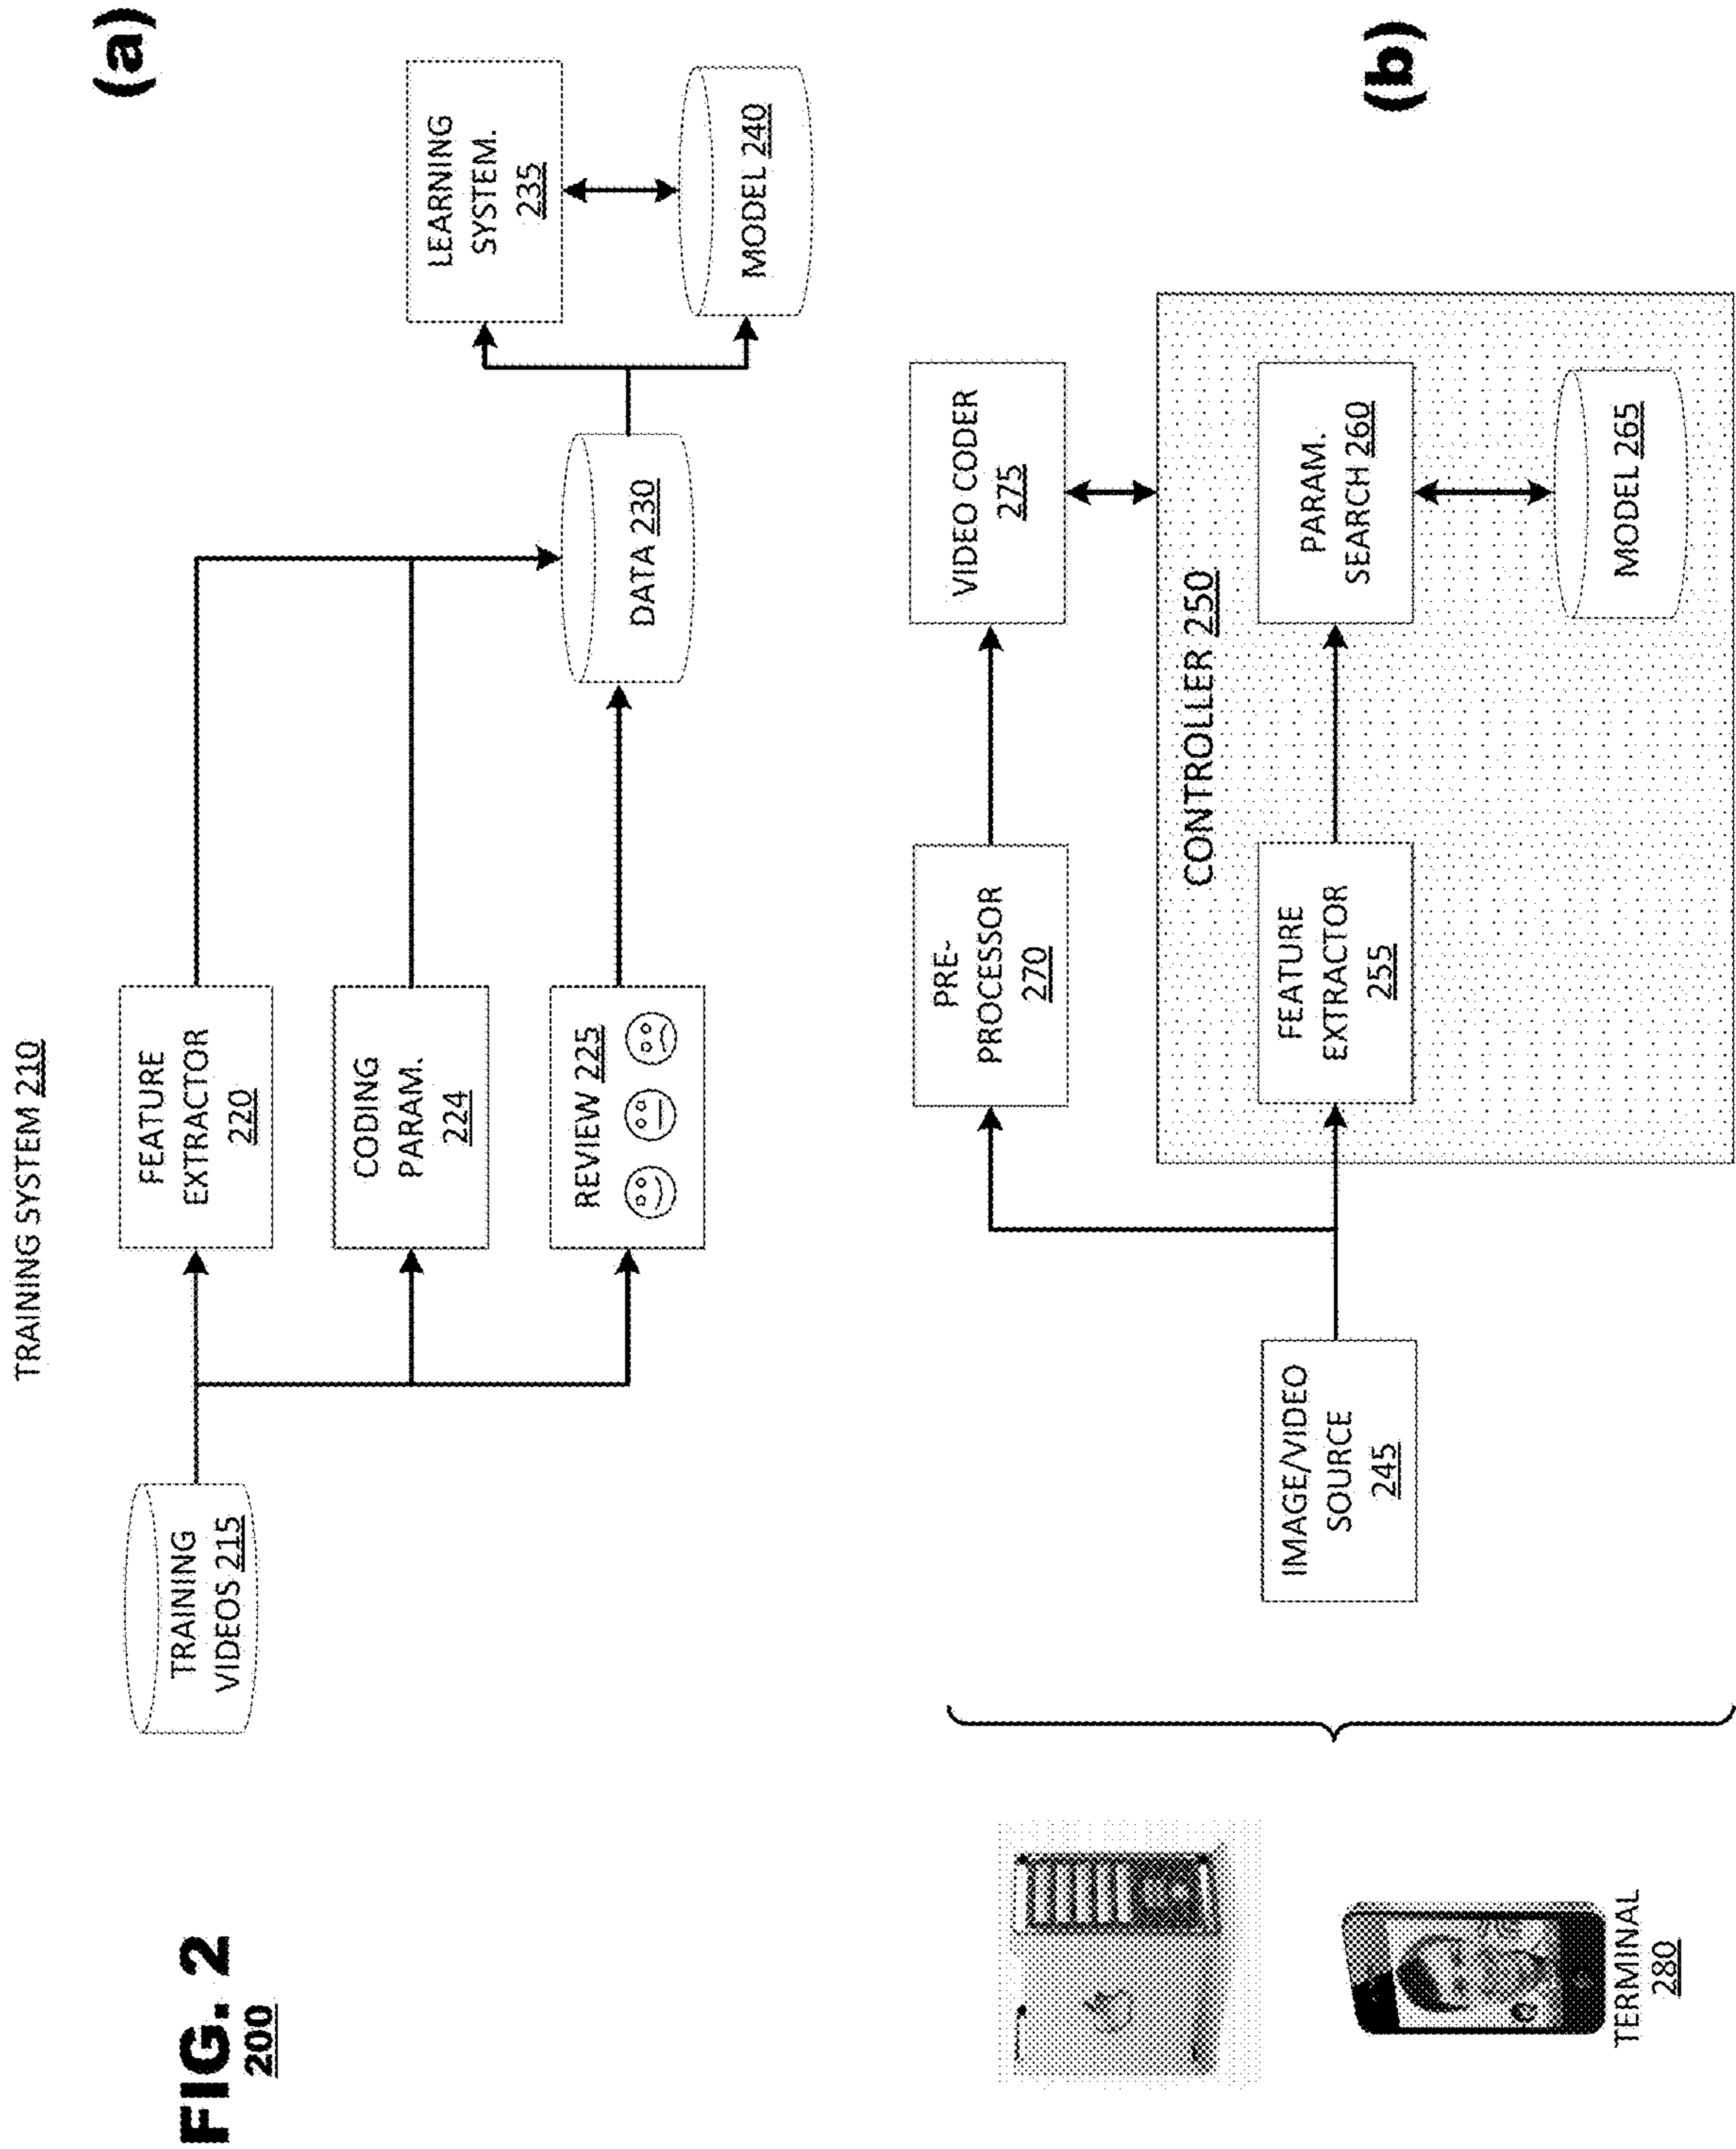 FIG. 2
200
TRAINING SYSTEM 210
(a)
TRAINING
VIDEOS 215
FEATURE
EXTRACTOR
220
CODING
PARAM.
224
REVIEW 225
DATA 230
LEARNING
SYSTEM.
235
MODEL 240
(b)
TERMINAL
280
IMAGE/VIDEO
SOURCE
245
PRE-
PROCESSOR
270
VIDEO CODER
275
CONTROLLER 250
FEATURE
EXTRACTOR
255
PARAM.
SEARCH 260
MODEL 265